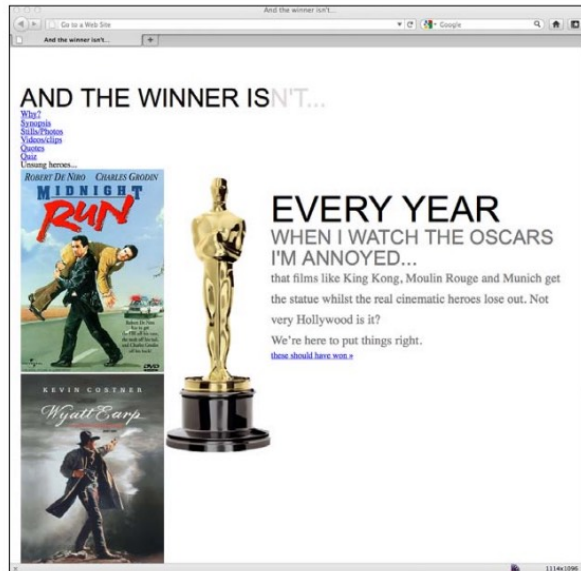 And the winner isn't...
Go to a Web Site
Google
And the winner isn't...
AND THE WINNER ISN'T...
Why?
Synopsis
Stills/Photos
Videos/clips
Quotes
Quiz
Unsung heroes...
ROBERT DE NIRO CHARLES GRODIN
MIDNIGHT
RUN
DVD
KEVIN COSTNER
Wyatt Earp
EVERY YEAR
WHEN I WATCH THE OSCARS
I'M ANNOYED...
that films like King Kong, Moulin Rouge and Munich get
the statue whilst the real cinematic heroes lose out. Not
very Hollywood is it?
We're here to put things right.
these should have won »
1114x1096